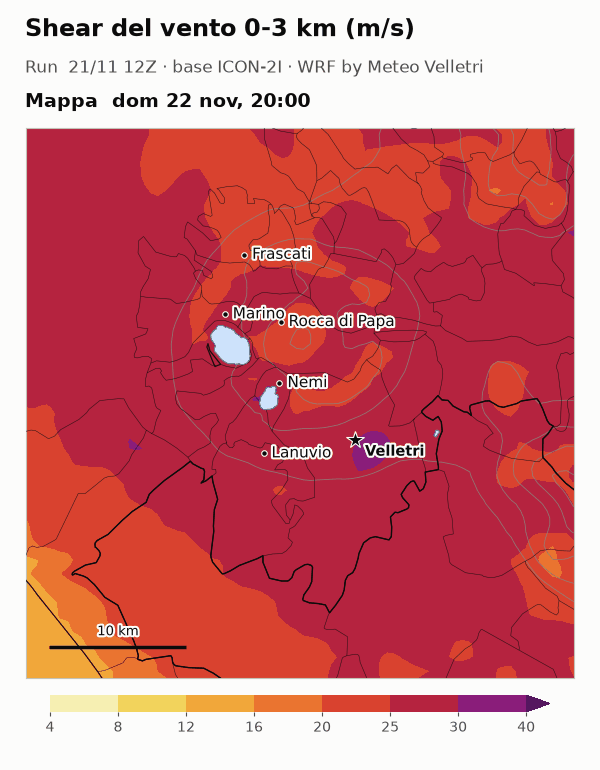 Shear del vento 0-3 km (m/s)
Run 21/11 12Z · base ICON-2I · WRF by Meteo Velletri
Mappa dom 22 nov, 20:00
Frascati
Marino
Rocca di Papa
Nemi
Velletri
Lanuvio
10 km
4 8 12 16 20 25 30 40